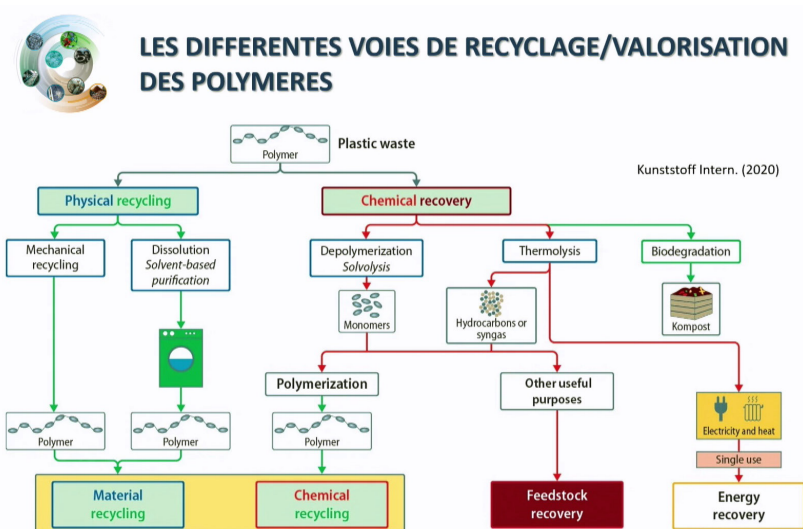 LES DIFFERENTES VOIES DE RECYCLAGE/VALORISATION
DES POLYMERES
Polymer
Plastic waste
Kunststoff Intern. (2020)
Physical recycling
Chemical recovery
Mechanical
recycling
Dissolution
Solvent-based
purification
Depolymerization
Solvolysis
Thermolysis
Biodegradation
Monomers
Hydrocarbons or
syngas
Kompost
Polymerization
Other useful
purposes
Electricity and heat
Polymer
Polymer
Polymer
Single use
Material
recycling
Chemical
recycling
Feedstock
recovery
Energy
recovery